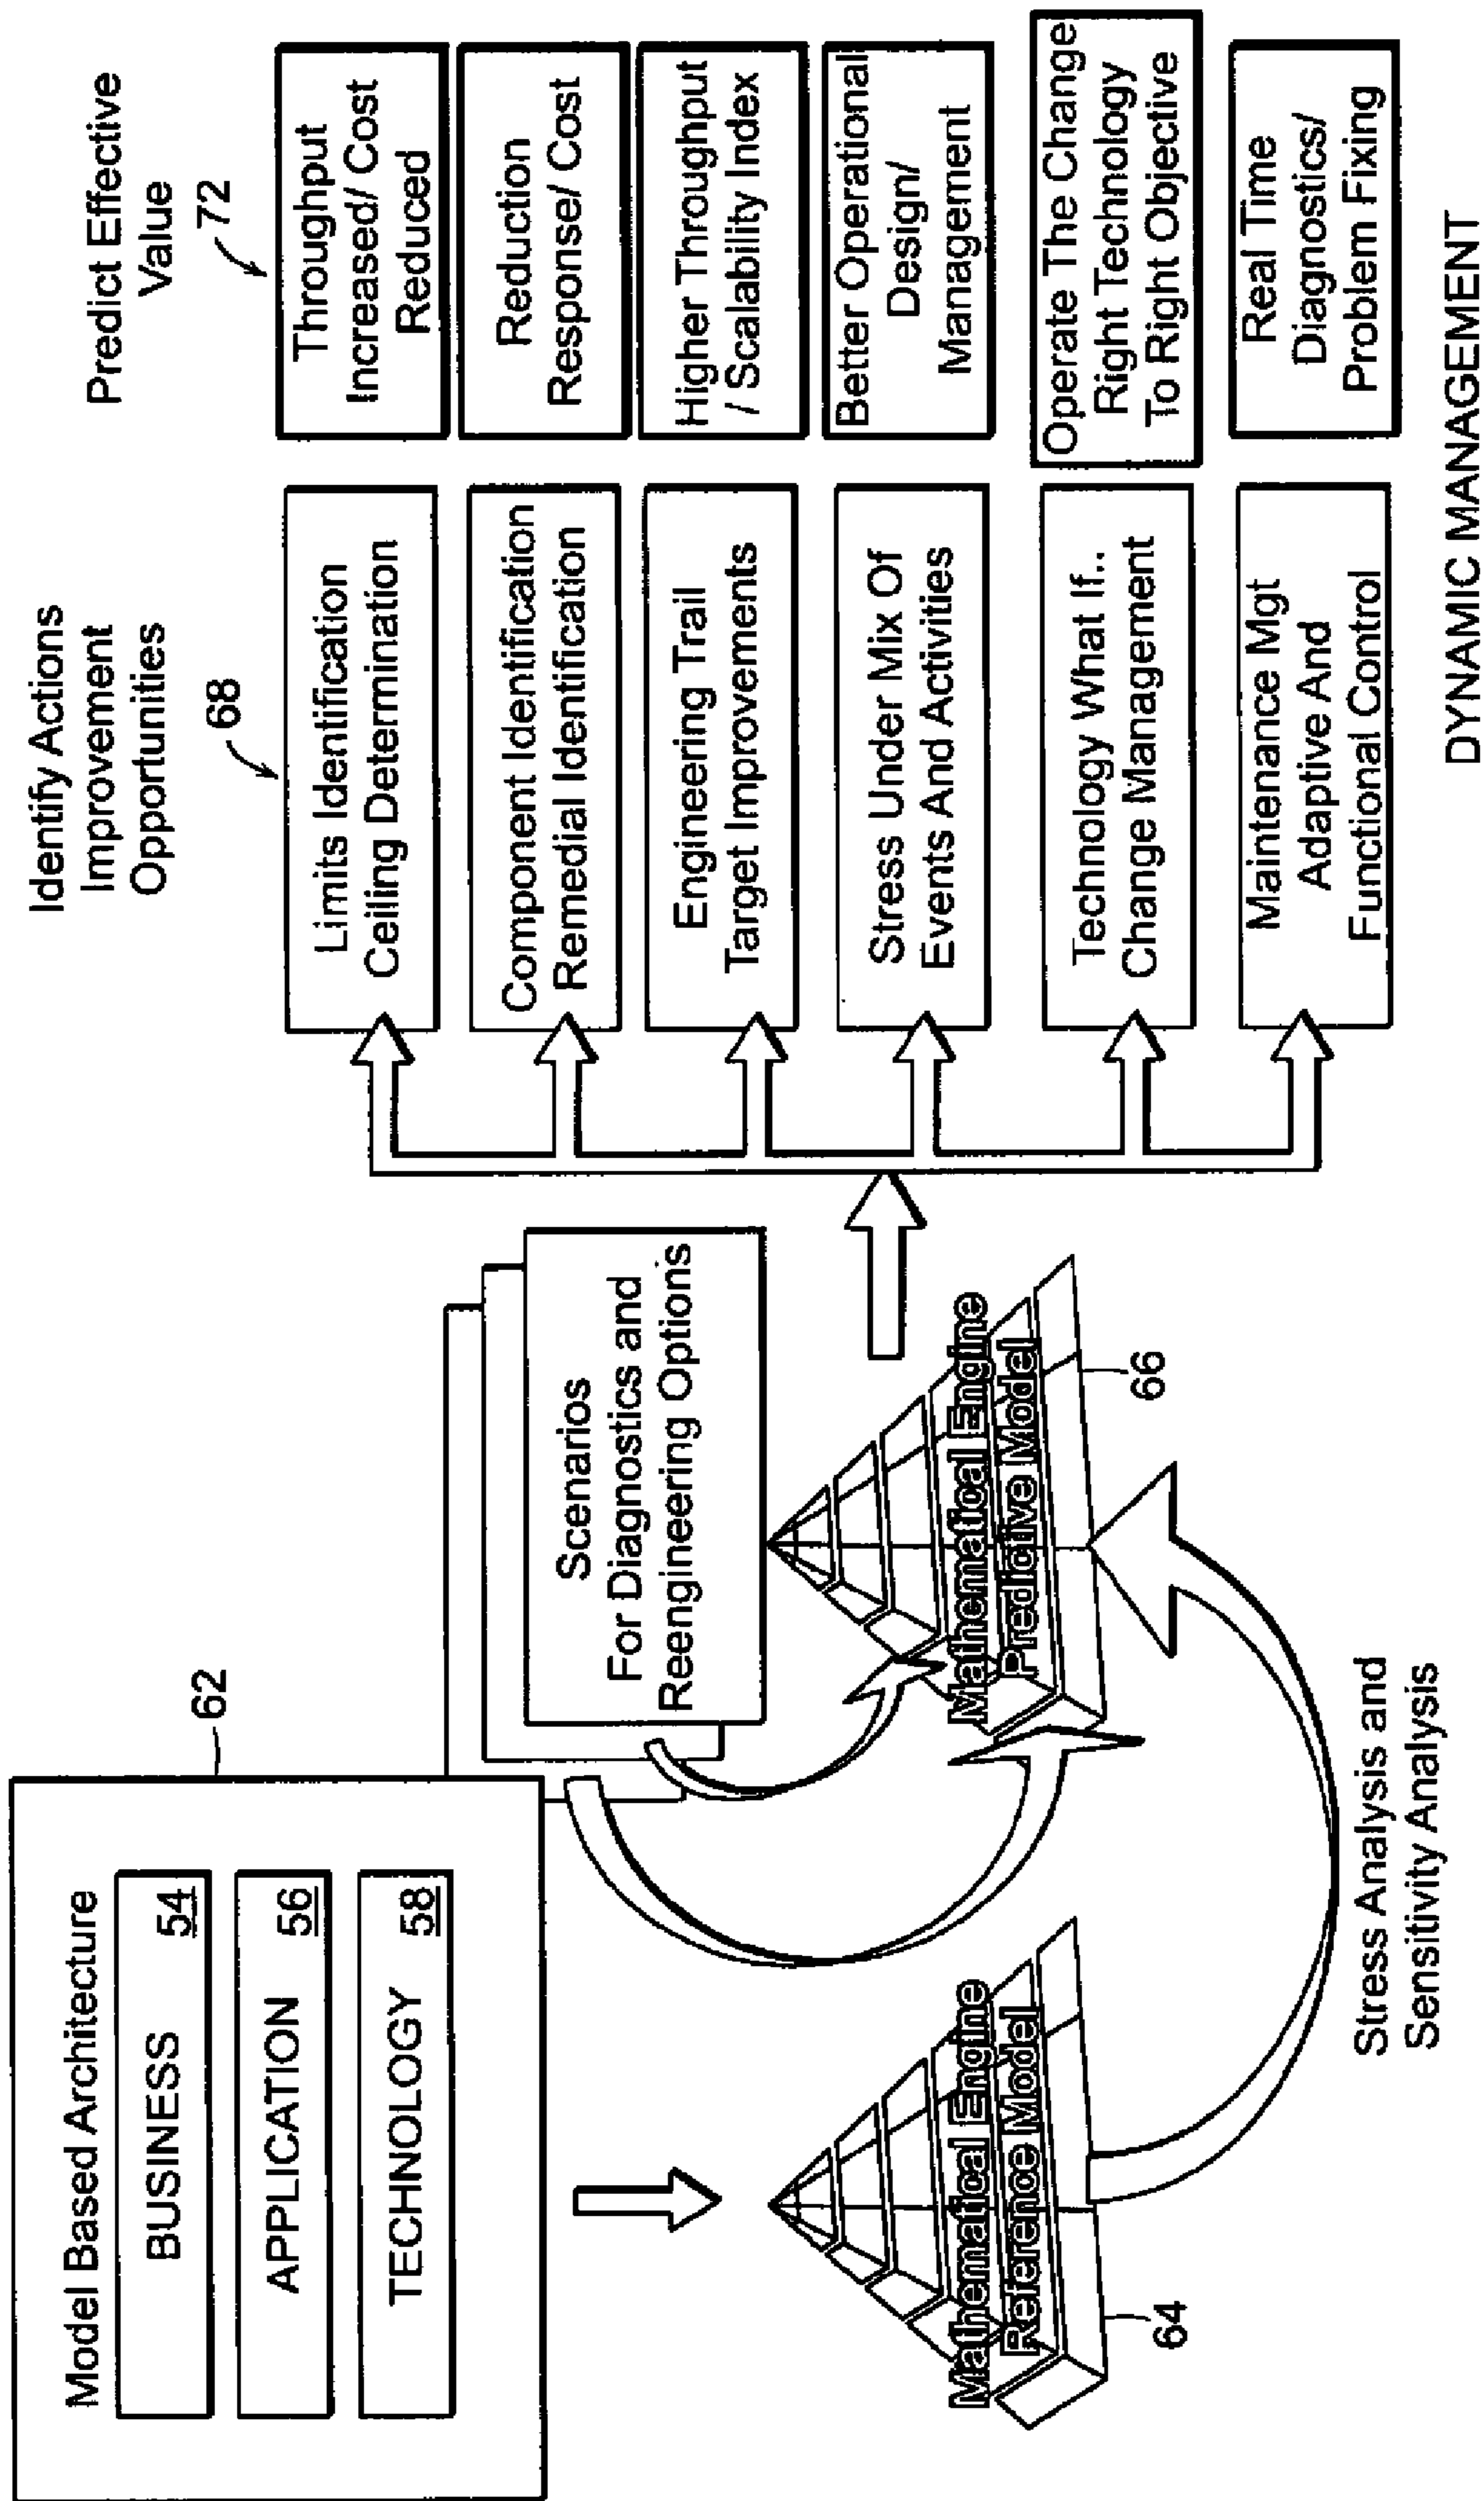 Model Based Architecture
BUSINESS 54
APPLICATION 56
TECHNOLOGY 58
62
Scenarios
For Diagnostics and
Reengineering Options
Mathematical Engine
Reference Model
64
Mathematical Engine
Predictive Model
66
Stress Analysis and
Sensitivity Analysis
Identify Actions
Improvement
Opportunities
68
Limits Identification
Ceiling Determination
Component Identification
Remedial Identification
Engineering Trail
Target Improvements
Stress Under Mix Of
Events And Activities
Technology What If..
Change Management
Maintenance Mgt
Adaptive And
Functional Control
Predict Effective
Value
72
Throughput
Increased/ Cost
Reduced
Reduction
Response/ Cost
Higher Throughput
/ Scalability Index
Better Operational
Design/
Management
Operate The Change
Right Technology
To Right Objective
Real Time
Diagnostics/
Problem Fixing
DYNAMIC MANAGEMENT